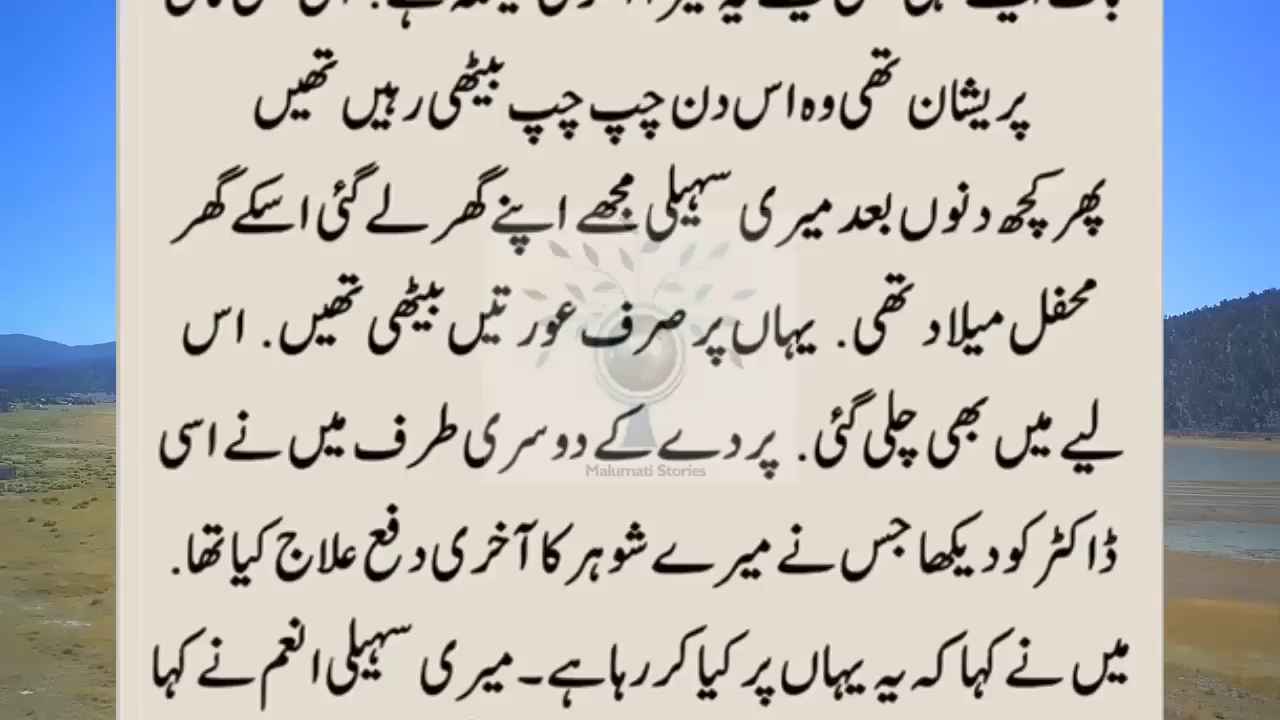 پریشان تھی وہ اس دن چپ چپ بیٹھی رہیں تھیں
پھر کچھ دنوں بعد میری سہیلی مجھے اپنے گھر لے گئی اسکے گھر
محفل میلاد تھی. یہاں پر صرف عورتیں بیٹھی تھیں. اس
لیے میں بھی چلی گئی. پردے کے دوسری طرف میں نے اسی
Malumati Stories
ڈاکٹر کو دیکھا جس نے میرے شوہر کا آخری دفع علاج کیا تھا.
میں نے کہا کہ یہ یہاں پر کیا کر رہا ہے۔ میری سہیلی انعم نے کہا